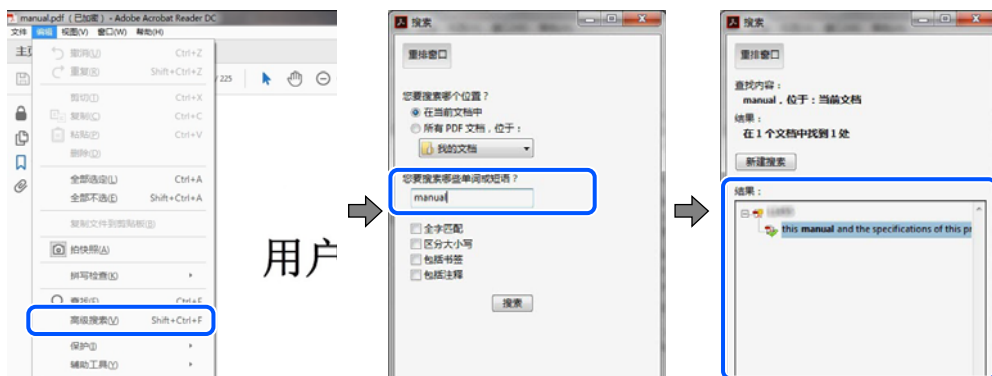 manual.pdf （已加密） - Adobe Acrobat Reader DC
文件 编辑 视图(V) 窗口(W) 帮助(H)
主页
撤消(U) Ctrl+Z
重复(R) Shift+Ctrl+Z
剪切(T) Ctrl+X
复制(C) Ctrl+C
粘贴(P) Ctrl+V
删除(D)
全部选定(L) Ctrl+A
全部不选(E) Shift+Ctrl+A
复制文件到剪贴板(B)
拍快照(A)
拼写检查(K)
查找(F) Ctrl+F
高级搜索(V) Shift+Ctrl+F
保护(I)
辅助工具(Y)
/ 225
用户
搜索
重排窗口
您要搜索哪个位置？
在当前文档中
所有 PDF 文档，位于：
我的文档
您要搜索哪些单词或短语？
manual
全字匹配
区分大小写
包括书签
包括注释
搜索
搜索
重排窗口
查找内容：
manual，位于：当前文档
结果：
在 1 个文档中找到 1 处
新建搜索
结果：
this manual and the specifications of this pr